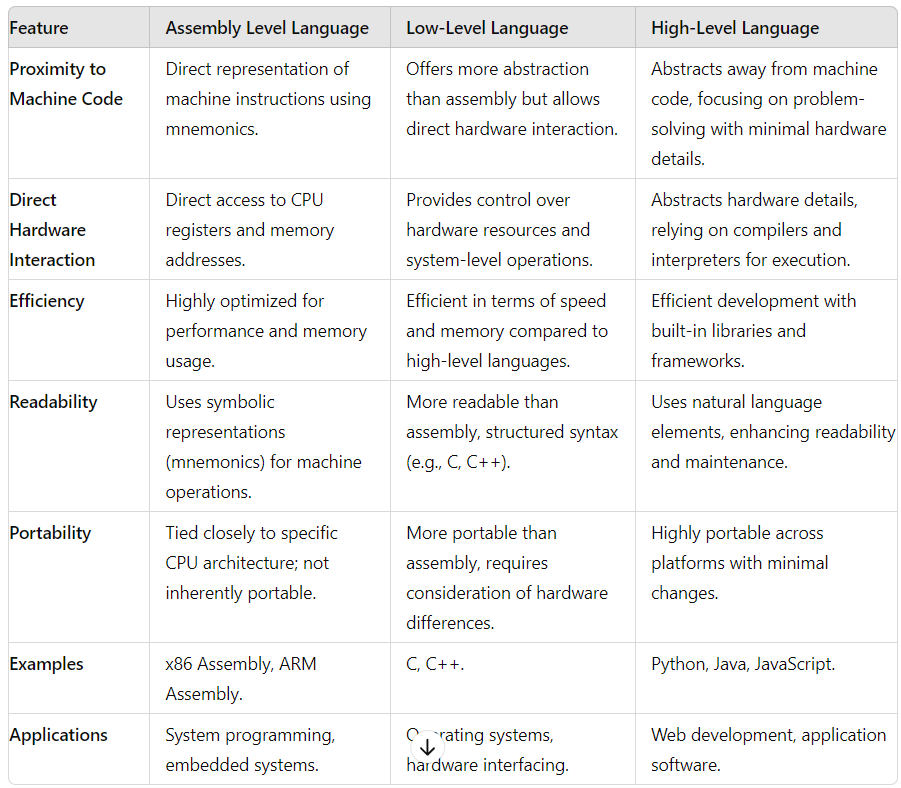 Feature Assembly Level Language Low-Level Language High-Level Language
Proximity to
Machine Code
Direct representation of
machine instructions using
mnemonics.
Offers more abstraction
than assembly but allows
direct hardware interaction.
Abstracts away from machine
code, focusing on problem-
solving with minimal hardware
details.
Direct
Hardware
Interaction
Direct access to CPU
registers and memory
addresses.
Provides control over
hardware resources and
system-level operations.
Abstracts hardware details,
relying on compilers and
interpreters for execution.
Efficiency
Highly optimized for
performance and memory
usage.
Efficient in terms of speed
and memory compared to
high-level languages.
Efficient development with
built-in libraries and
frameworks.
Readability
Uses symbolic
representations
(mnemonics) for machine
operations.
More readable than
assembly, structured syntax
(e.g., C, C++).
Uses natural language
elements, enhancing readability
and maintenance.
Portability
Tied closely to specific
CPU architecture; not
inherently portable.
More portable than
assembly, requires
consideration of hardware
differences.
Highly portable across
platforms with minimal
changes.
Examples
x86 Assembly, ARM
Assembly.
C, C++.
Python, Java, JavaScript.
Applications
System programming,
embedded systems.
Operating systems,
hardware interfacing.
Web development, application
software.